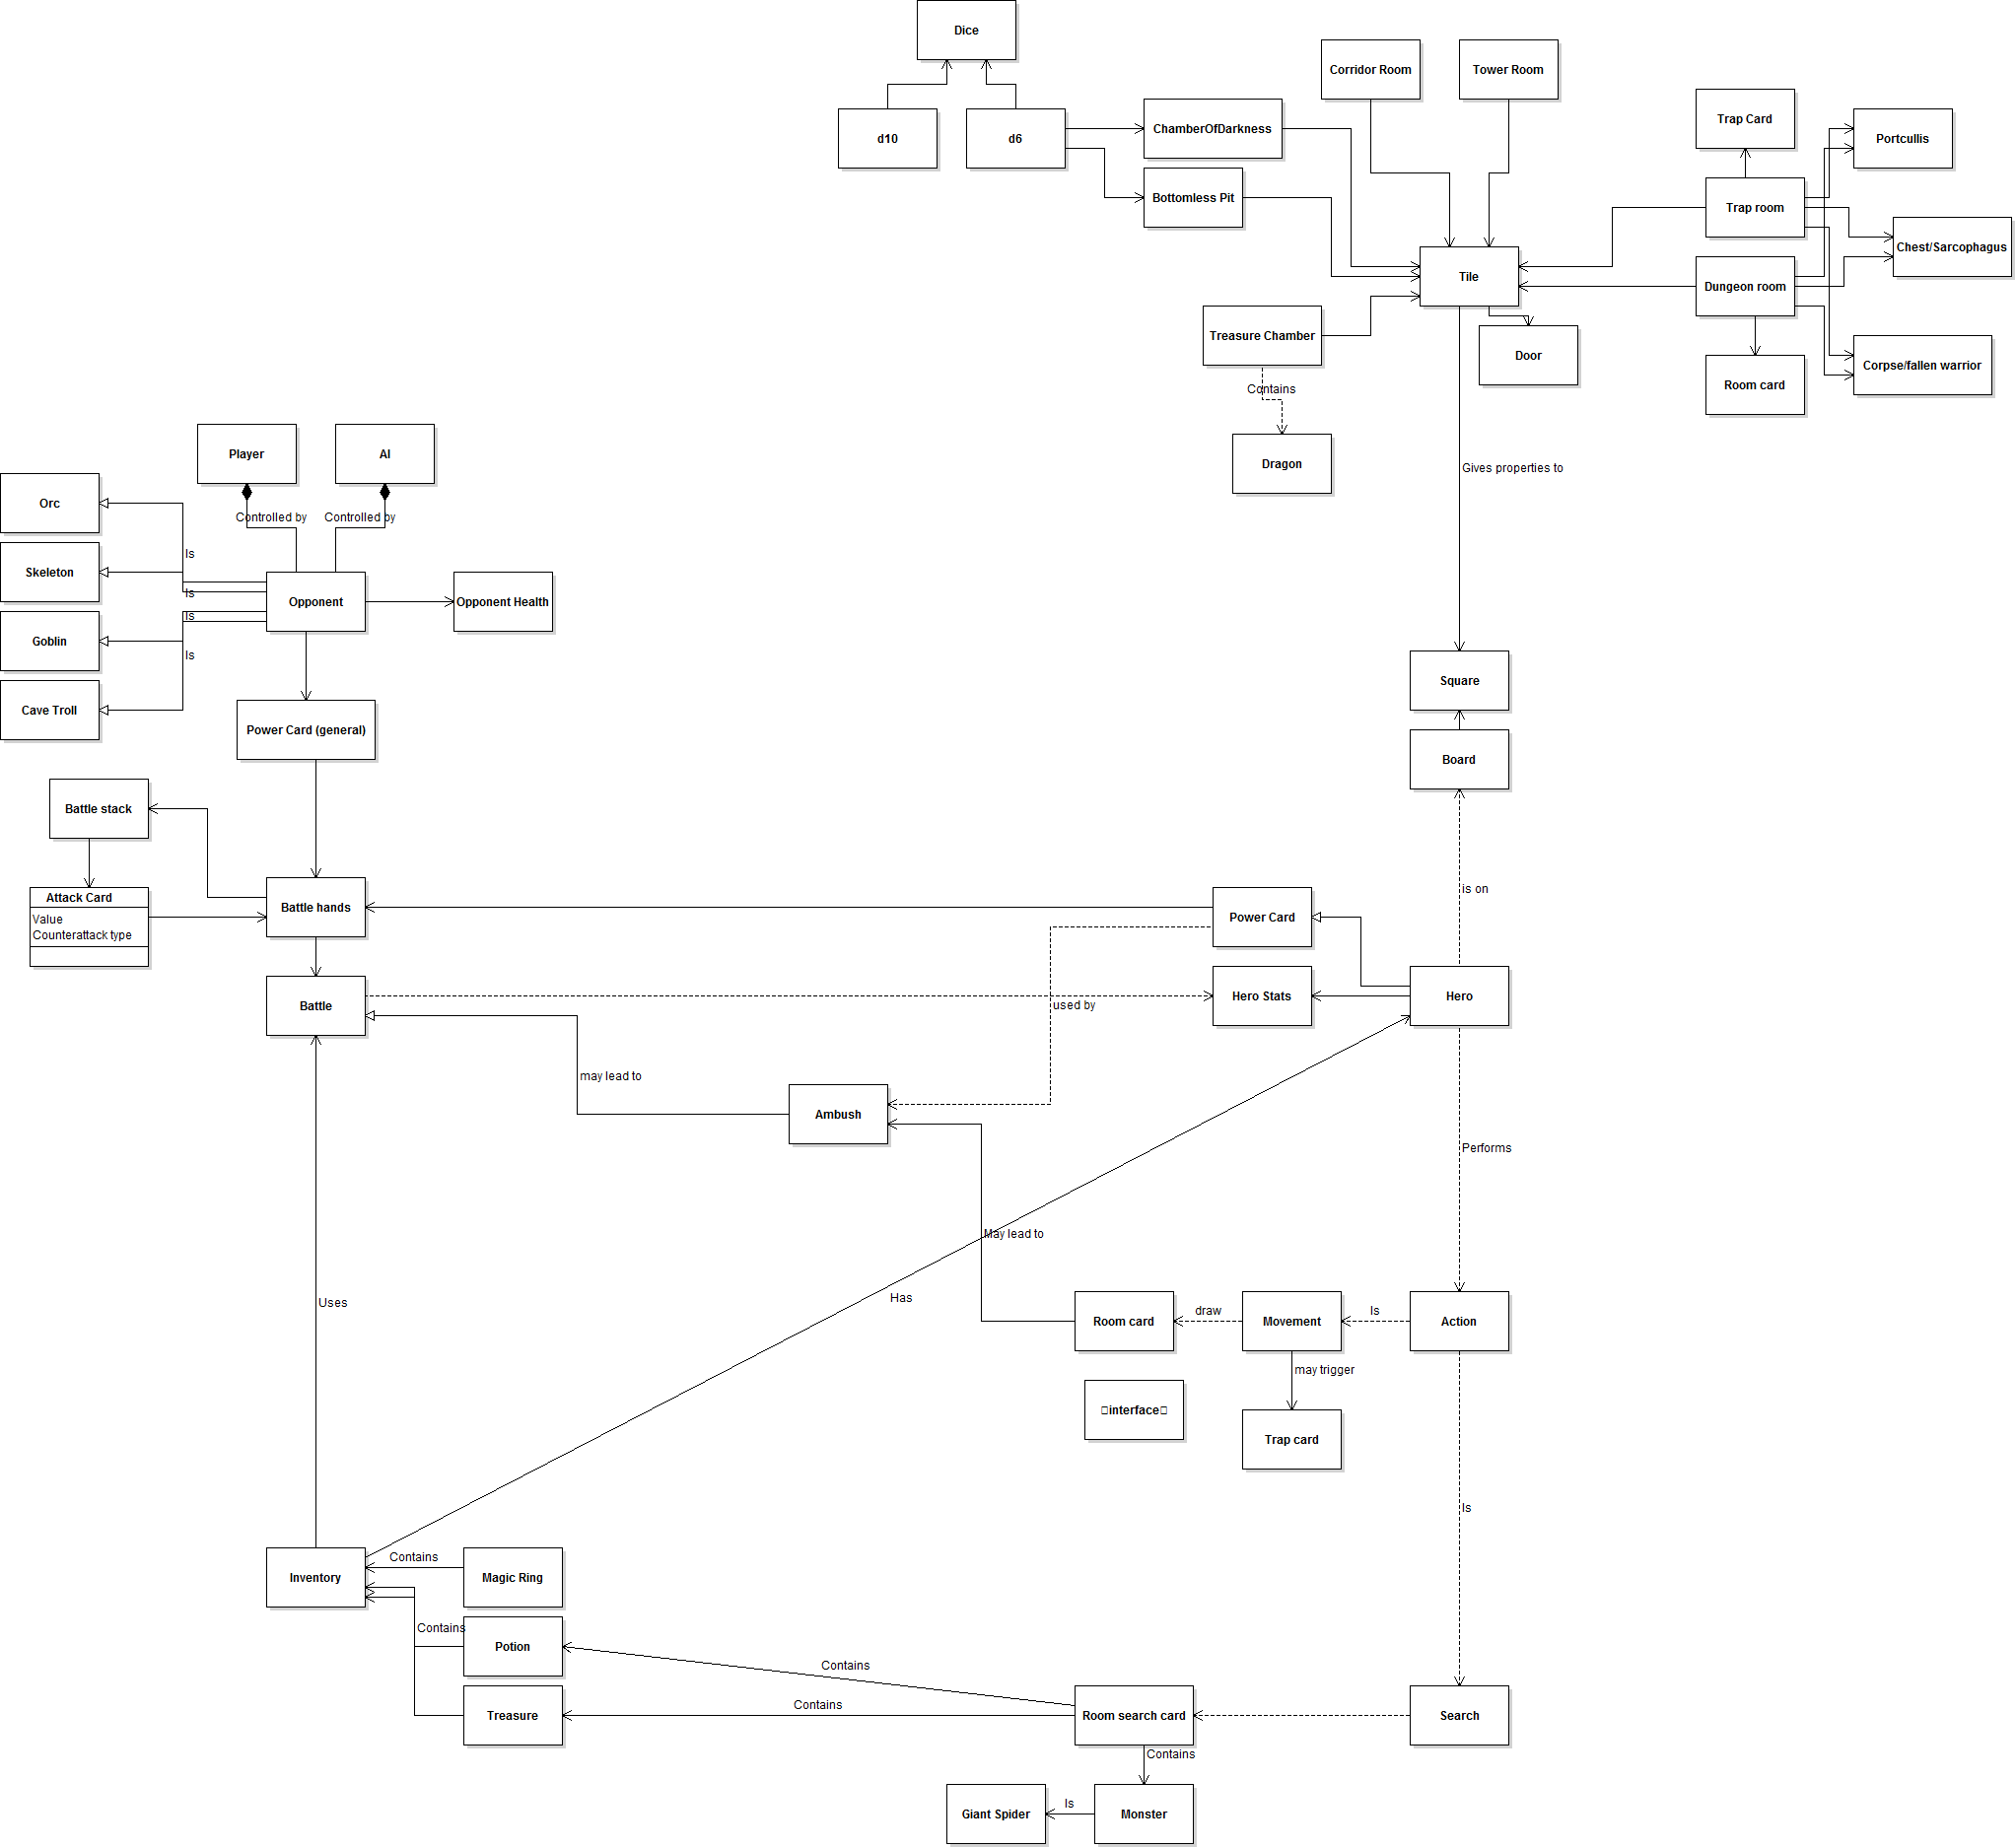 Dice
Corridor Room
Tower Room
Trap Card
Portcullis
d10
d6
ChamberOfDarkness
Bottomless Pit
Trap room
Chest/Sarcophagus
Tile
Dungeon room
Treasure Chamber
Door
Room card
Corpse/fallen warrior
Contains
Dragon
Gives properties to
Player
AI
Orc
Controlled by
Controlled by
Is
Skeleton
Is
Opponent
Opponent Health
Is
Goblin
Is
Cave Troll
Power Card (general)
Square
Board
Battle stack
is on
Attack Card
Value
Counterattack type
Battle hands
Power Card
Battle
Hero Stats
Hero
used by
may lead to
Ambush
Performs
May lead to
Has
Uses
Room card
draw
Movement
Is
Action
may trigger
interface
Trap card
Is
Contains
Inventory
Magic Ring
Contains
Potion
Contains
Contains
Treasure
Room search card
Search
Contains
Giant Spider
Is
Monster